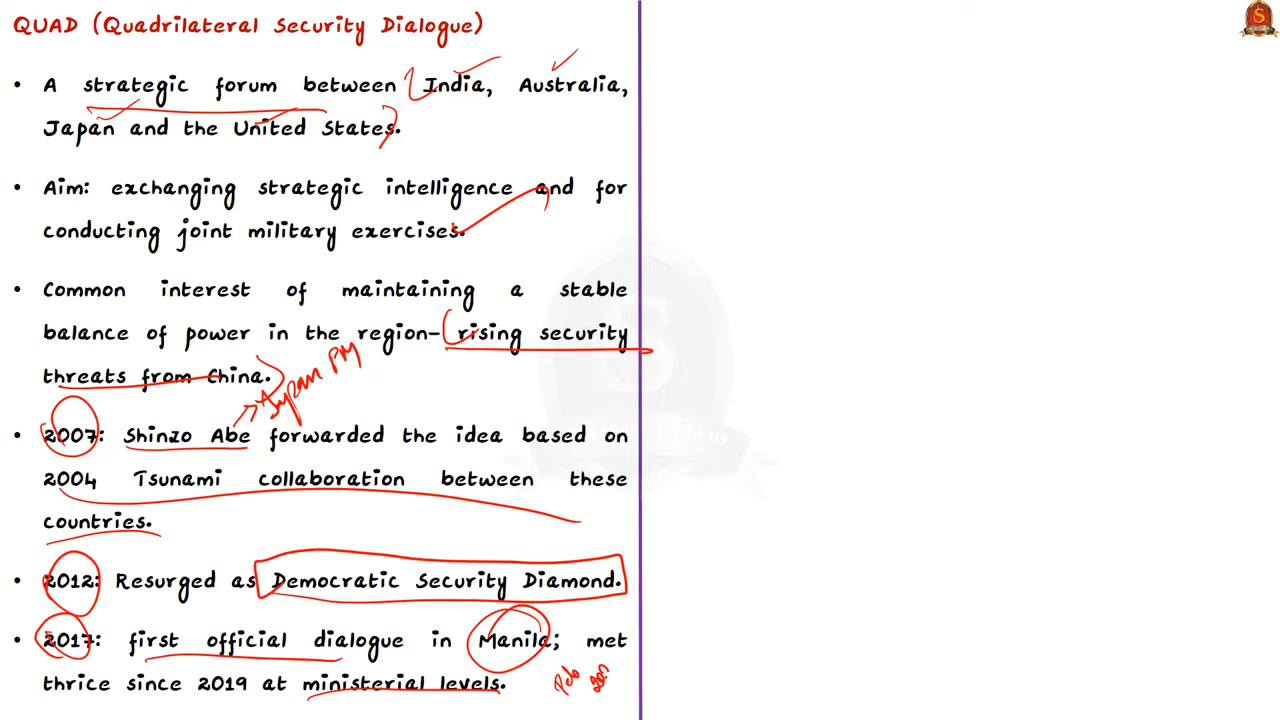 QUAD (Quadrilateral Security Dialogue)
• A strategic forum between India, Australia,
Japan and the United States.
• Aim: exchanging strategic intelligence and for
conducting joint military exercises.
• Common interest of maintaining a stable
balance of power in the region- rising security
threats from China.
Japan PM
• 2007: Shinzo Abe forwarded the idea based on
2004 Tsunami collaboration between these
countries.
• 2012: Resurged as Democratic Security Diamond.
• 2017: first official dialogue in Manila; met
thrice since 2019 at ministerial levels.